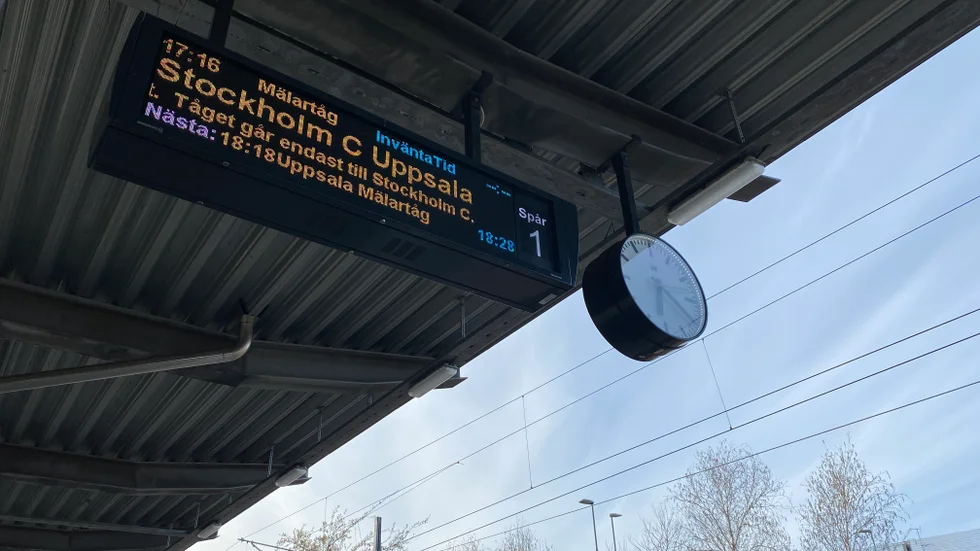 17:16 Mälartåg InväntaTid --:--
Stockholm C Uppsala
t. Tåget går endast till Stockholm C.
Nästa: 18:18 Uppsala Mälartåg 18:28
Spår
1